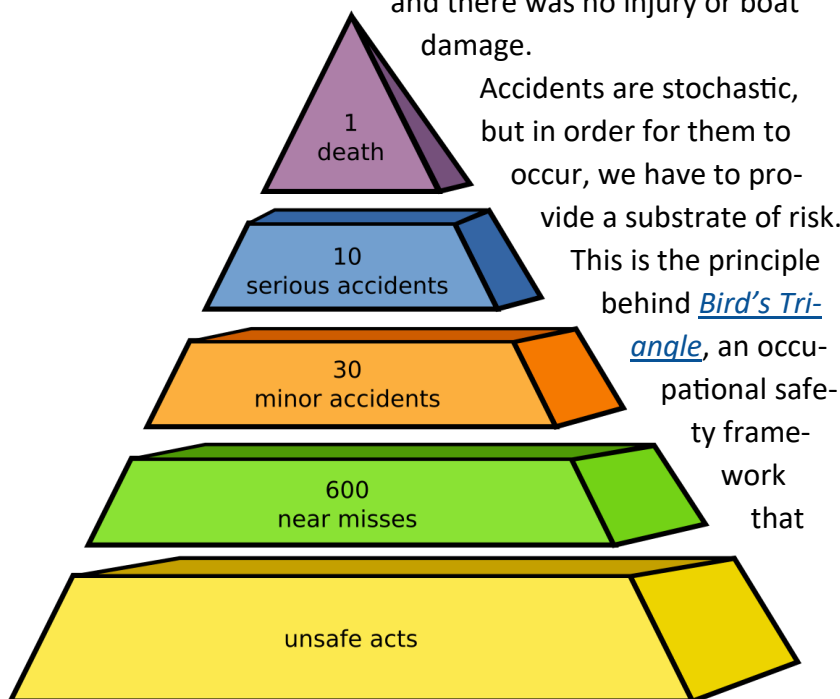 and there was no injury or boat
damage.
Accidents are stochastic,
but in order for them to
occur, we have to pro-
vide a substrate of risk.
This is the principle
behind Bird’s Tri-
angle, an occu-
pational safe-
ty frame-
work
that
1
death
10
serious accidents
30
minor accidents
600
near misses
unsafe acts